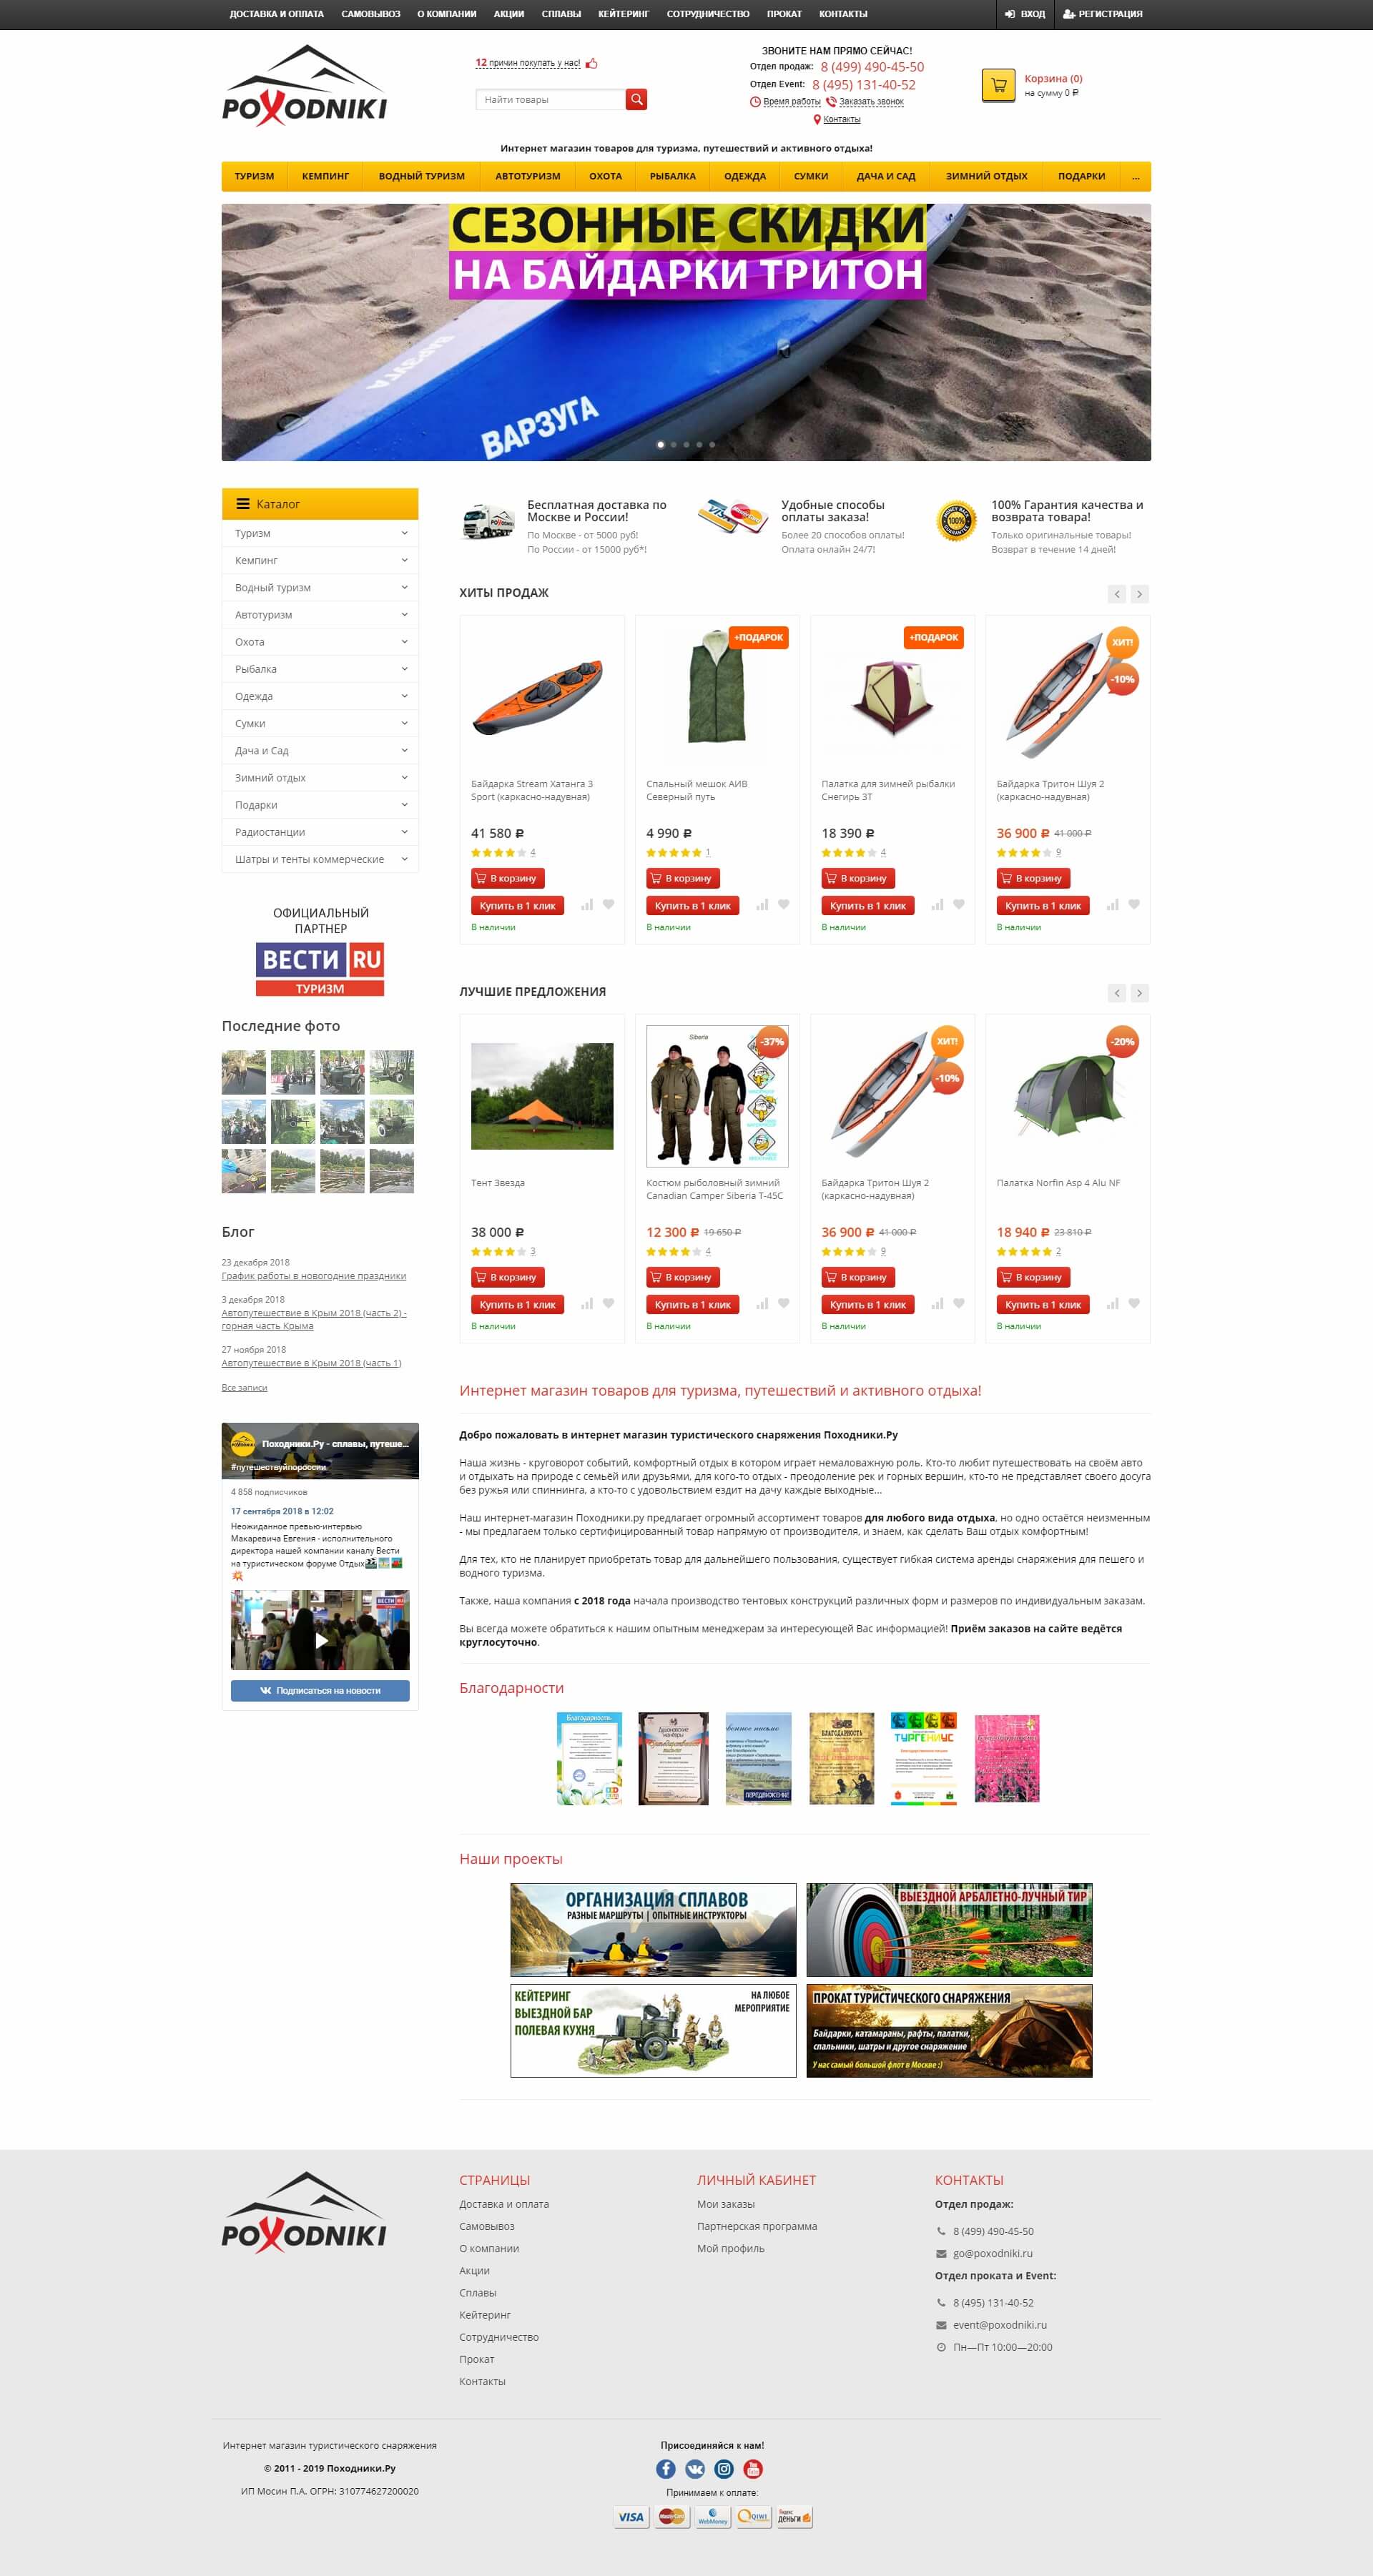 ДОСТАВКА И ОПЛАТА САМОВЫВОЗ О КОМПАНИИ АКЦИИ СПЛАВЫ КЕЙТЕРИНГ СОТРУДНИЧЕСТВО ПРОКАТ КОНТАКТЫ ВХОД РЕГИСТРАЦИЯ
POXODNIKI
12 причин покупать у нас!
Найти товары
ЗВОНИТЕ НАМ ПРЯМО СЕЙЧАС!
Отдел продаж: 8 (499) 490-45-50
Отдел Event: 8 (495) 131-40-52
Время работы Заказать звонок
Контакты
Корзина (0)
на сумму 0 ₽
Интернет магазин товаров для туризма, путешествий и активного отдыха!
ТУРИЗМ КЕМПИНГ ВОДНЫЙ ТУРИЗМ АВТОТУРИЗМ ОХОТА РЫБАЛКА ОДЕЖДА СУМКИ ДАЧА И САД ЗИМНИЙ ОТДЫХ ПОДАРКИ ...
СЕЗОННЫЕ СКИДКИ
НА БАЙДАРКИ ТРИТОН
ВАРЗУГА
ВАРЗУГА
Каталог
Туризм
Кемпинг
Водный туризм
Автотуризм
Охота
Рыбалка
Одежда
Сумки
Дача и Сад
Зимний отдых
Подарки
Радиостанции
Шатры и тенты коммерческие
ОФИЦИАЛЬНЫЙ
ПАРТНЕР
ВЕСТИ RU
ТУРИЗМ
Последние фото
Блог
23 декабря 2018
График работы в новогодние праздники
3 декабря 2018
Автопутешествие в Крым 2018 (часть 2) -
горная часть Крыма
27 ноября 2018
Автопутешествие в Крым 2018 (часть 1)
Все записи
Походники.Ру - сплавы, путеше...
#путешествуйпороссии
4 858 подписчиков
17 сентября 2018 в 12:02
Неожиданное превью-интервью
Макаревича Евгения - исполнительного
директора нашей компании каналу Вести
на туристическом форуме Отдых
ВЕСТИ RU
Подписаться на новости
Бесплатная доставка по
Москве и России!
По Москве - от 5000 руб!
По России - от 15000 руб*!
VISA MasterCard
Удобные способы
оплаты заказа!
Более 20 способов оплаты!
Оплата онлайн 24/7!
100%
100% Гарантия качества и
возврата товара!
Только оригинальные товары!
Возврат в течение 14 дней!
ХИТЫ ПРОДАЖ
Байдарка Stream Хатанга 3
Sport (каркасно-надувная)
41 580 ₽
4
В корзину
Купить в 1 клик
В наличии
+ПОДАРОК
Спальный мешок АИВ
Северный путь
4 990 ₽
1
В корзину
Купить в 1 клик
В наличии
+ПОДАРОК
Палатка для зимней рыбалки
Снегирь 3Т
18 390 ₽
4
В корзину
Купить в 1 клик
В наличии
ХИТ!
-10%
Байдарка Тритон Шуя 2
(каркасно-надувная)
36 900 ₽ 41 000 ₽
9
В корзину
Купить в 1 клик
В наличии
ЛУЧШИЕ ПРЕДЛОЖЕНИЯ
Тент Звезда
38 000 ₽
3
В корзину
Купить в 1 клик
В наличии
Siberia
-37%
Костюм рыболовный зимний
Canadian Camper Siberia T-45C
12 300 ₽ 19 650 ₽
4
В корзину
Купить в 1 клик
В наличии
ХИТ!
-10%
Байдарка Тритон Шуя 2
(каркасно-надувная)
36 900 ₽ 41 000 ₽
9
В корзину
Купить в 1 клик
В наличии
-20%
Палатка Norfin Asp 4 Alu NF
18 940 ₽ 23 810 ₽
2
В корзину
Купить в 1 клик
В наличии
Интернет магазин товаров для туризма, путешествий и активного отдыха!
Добро пожаловать в интернет магазин туристического снаряжения Походники.Ру
Наша жизнь - круговорот событий, комфортный отдых в котором играет немаловажную роль. Кто-то любит путешествовать на своём авто
и отдыхать на природе с семьёй или друзьями, для кого-то отдых - преодоление рек и горных вершин, кто-то не представляет своего досуга
без ружья или спиннинга, а кто-то с удовольствием ездит на дачу каждые выходные...
Наш интернет-магазин Походники.ру предлагает огромный ассортимент товаров для любого вида отдыха, но одно остаётся неизменным
- мы предлагаем только сертифицированный товар напрямую от производителя, и знаем, как сделать Ваш отдых комфортным!
Для тех, кто не планирует приобретать товар для дальнейшего пользования, существует гибкая система аренды снаряжения для пешего и
водного туризма.
Также, наша компания с 2018 года начала производство тентовых конструкций различных форм и размеров по индивидуальным заказам.
Вы всегда можете обратиться к нашим опытным менеджерам за интересующей Вас информацией! Приём заказов на сайте ведётся
круглосуточно.
Благодарности
Благодарность
БЛАГОДАРНОСТЬ
ТУРГЕНИУС
ПЕРЕДВИЖЕНИЕ
Наши проекты
ОРГАНИЗАЦИЯ СПЛАВОВ
РАЗНЫЕ МАРШРУТЫ | ОПЫТНЫЕ ИНСТРУКТОРЫ
ВЫЕЗДНОЙ АРБАЛЕТНО-ЛУЧНЫЙ ТИР
КЕЙТЕРИНГ
ВЫЕЗДНОЙ БАР
ПОЛЕВАЯ КУХНЯ
НА ЛЮБОЕ
МЕРОПРИЯТИЕ
ПРОКАТ ТУРИСТИЧЕСКОГО СНАРЯЖЕНИЯ
Байдарки, катамараны, рафты, палатки,
спальники, шатры и другое снаряжение
У нас самый большой флот в Москве :)
POXODNIKI
СТРАНИЦЫ
Доставка и оплата
Самовывоз
О компании
Акции
Сплавы
Кейтеринг
Сотрудничество
Прокат
Контакты
ЛИЧНЫЙ КАБИНЕТ
Мои заказы
Партнерская программа
Мой профиль
КОНТАКТЫ
Отдел продаж:
8 (499) 490-45-50
go@poxodniki.ru
Отдел проката и Event:
8 (495) 131-40-52
event@poxodniki.ru
Пн—Пт 10:00—20:00
Интернет магазин туристического снаряжения
© 2011 - 2019 Походники.Ру
ИП Мосин П.А. ОГРН: 310774627200020
Присоединяйся к нам!
You Tube
Принимаем к оплате:
VISA MasterCard WebMoney QIWI Яндекс Деньги